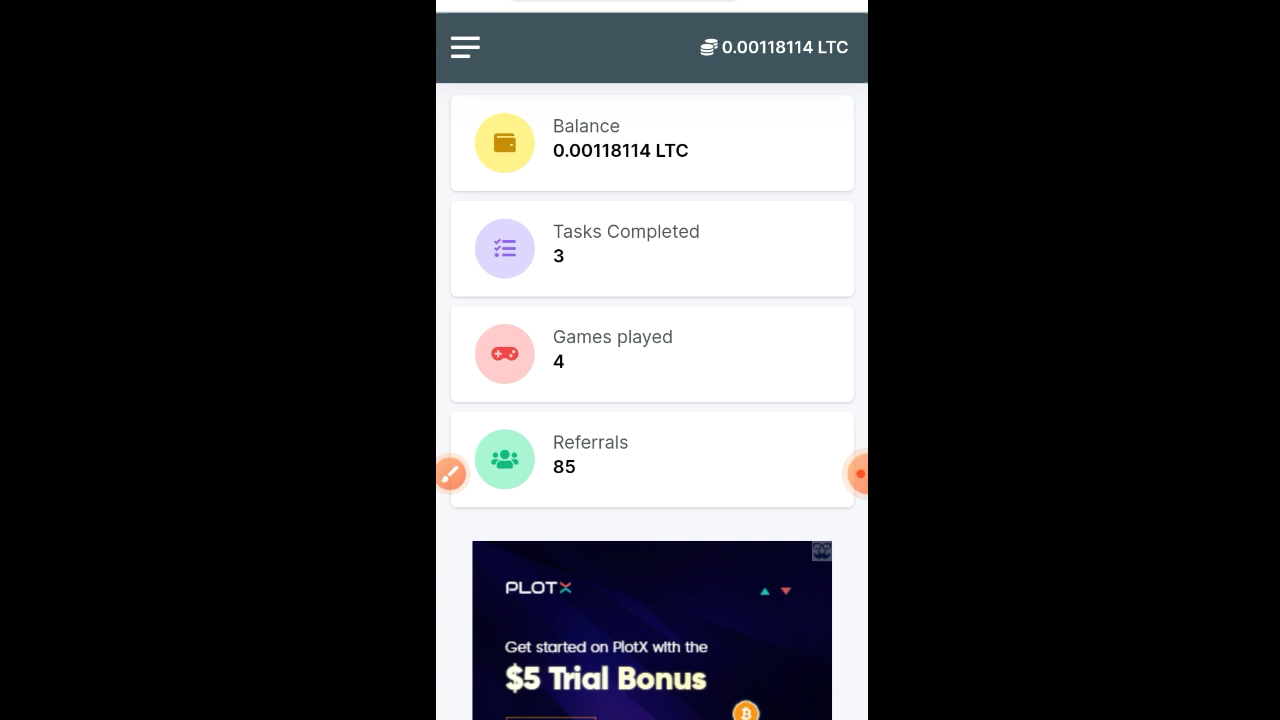 0.00118114 LTC
Balance
0.00118114 LTC
Tasks Completed
3
Games played
4
Referrals
85
PLOTX
Get started on PlotX with the
$5 Trial Bonus